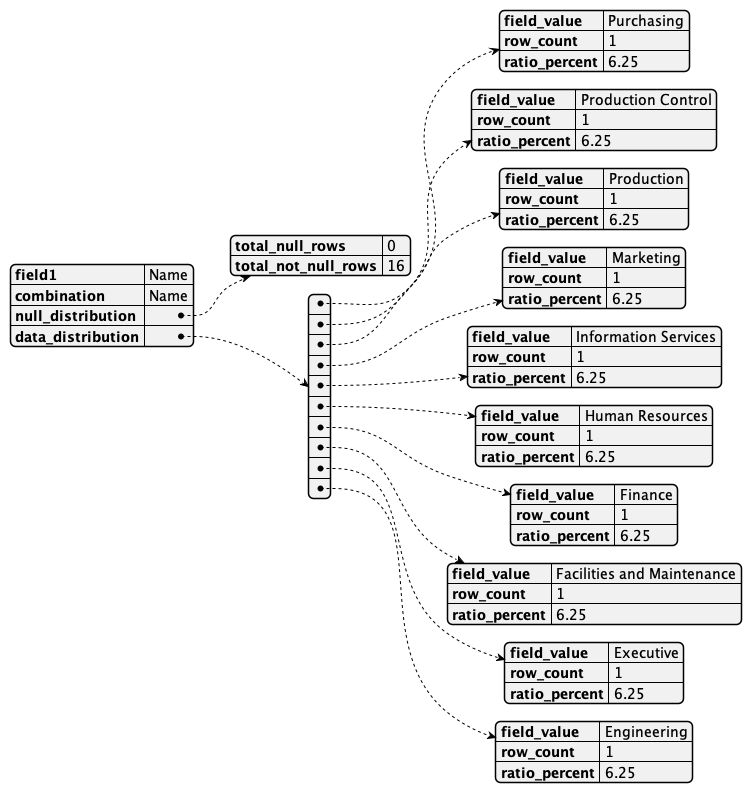 field1 Name
combination Name
null_distribution
data_distribution
total_null_rows 0
total_not_null_rows 16
field_value Purchasing
row_count 1
ratio_percent 6.25
field_value Production Control
row_count 1
ratio_percent 6.25
field_value Production
row_count 1
ratio_percent 6.25
field_value Marketing
row_count 1
ratio_percent 6.25
field_value Information Services
row_count 1
ratio_percent 6.25
field_value Human Resources
row_count 1
ratio_percent 6.25
field_value Finance
row_count 1
ratio_percent 6.25
field_value Facilities and Maintenance
row_count 1
ratio_percent 6.25
field_value Executive
row_count 1
ratio_percent 6.25
field_value Engineering
row_count 1
ratio_percent 6.25